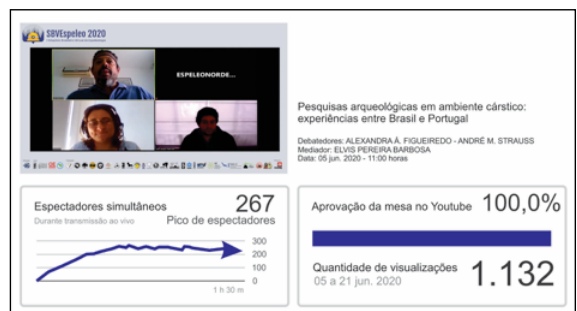 SBVEspeleo 2020
ESPELEONORDE...
Pesquisas arqueológicas em ambiente cárstico:
experiências entre Brasil e Portugal
Debatedores: ALEXANDRA Á. FIGUEIREDO - ANDRÉ M. STRAUSS
Mediador: ELVIS PEREIRA BARBOSA
Data: 05 jun. 2020 - 11:00 horas
Espectadores simultâneos 267
Durante transmissão ao vivo Pico de espectadores
300
200
100
0
1 h 30 m
Aprovação da mesa no Youtube 100,0%
Quantidade de visualizações 1.132
05 a 21 jun. 2020